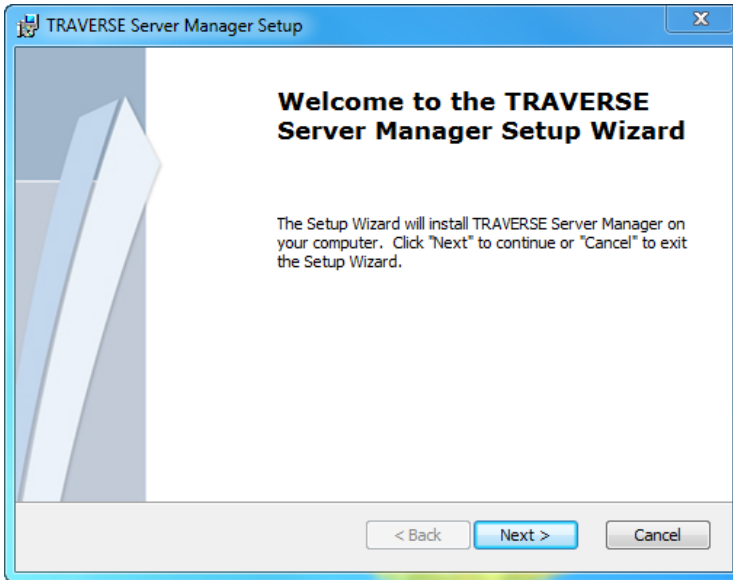 TRAVERSE Server Manager Setup
Welcome to the TRAVERSE
Server Manager Setup Wizard
The Setup Wizard will install TRAVERSE Server Manager on
your computer.  Click "Next" to continue or "Cancel" to exit
the Setup Wizard.
< Back Next > Cancel